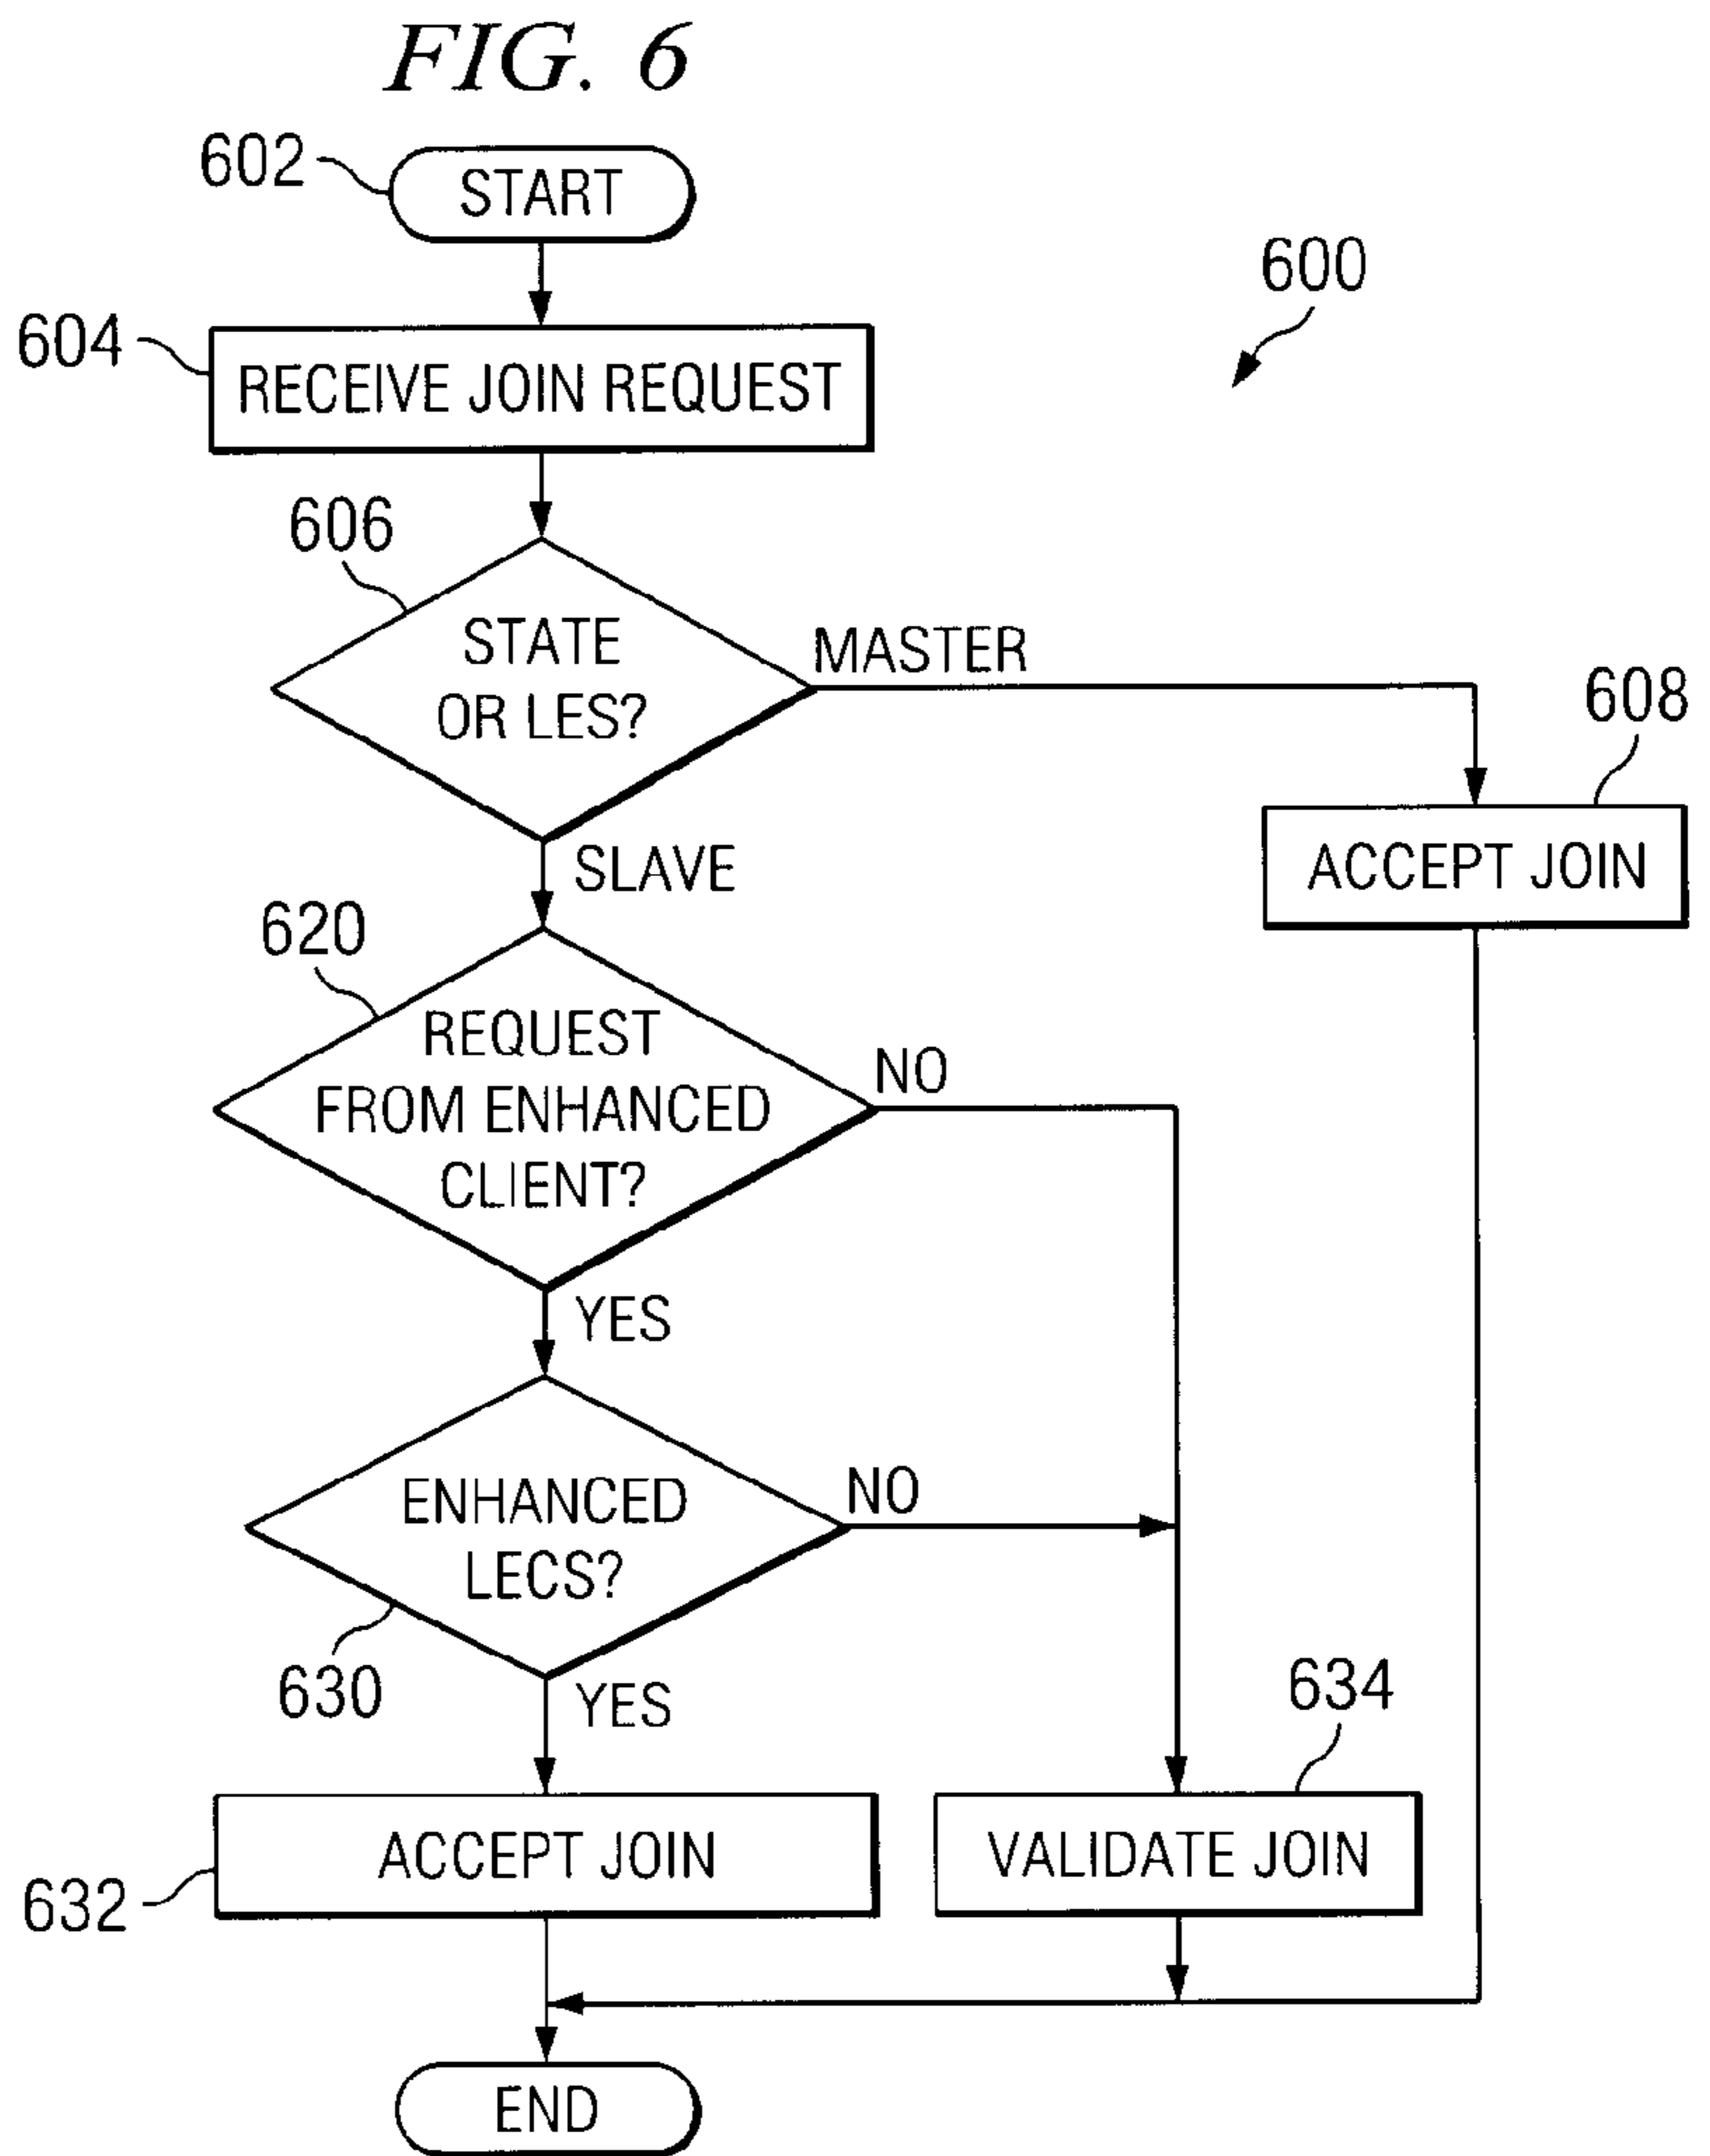 FIG. 6
602
START
600
604
RECEIVE JOIN REQUEST
606
STATE
OR LES?
MASTER
608
ACCEPT JOIN
SLAVE
620
REQUEST
FROM ENHANCED
CLIENT?
NO
YES
ENHANCED
LECS?
NO
630
YES
634
ACCEPT JOIN
VALIDATE JOIN
632
END